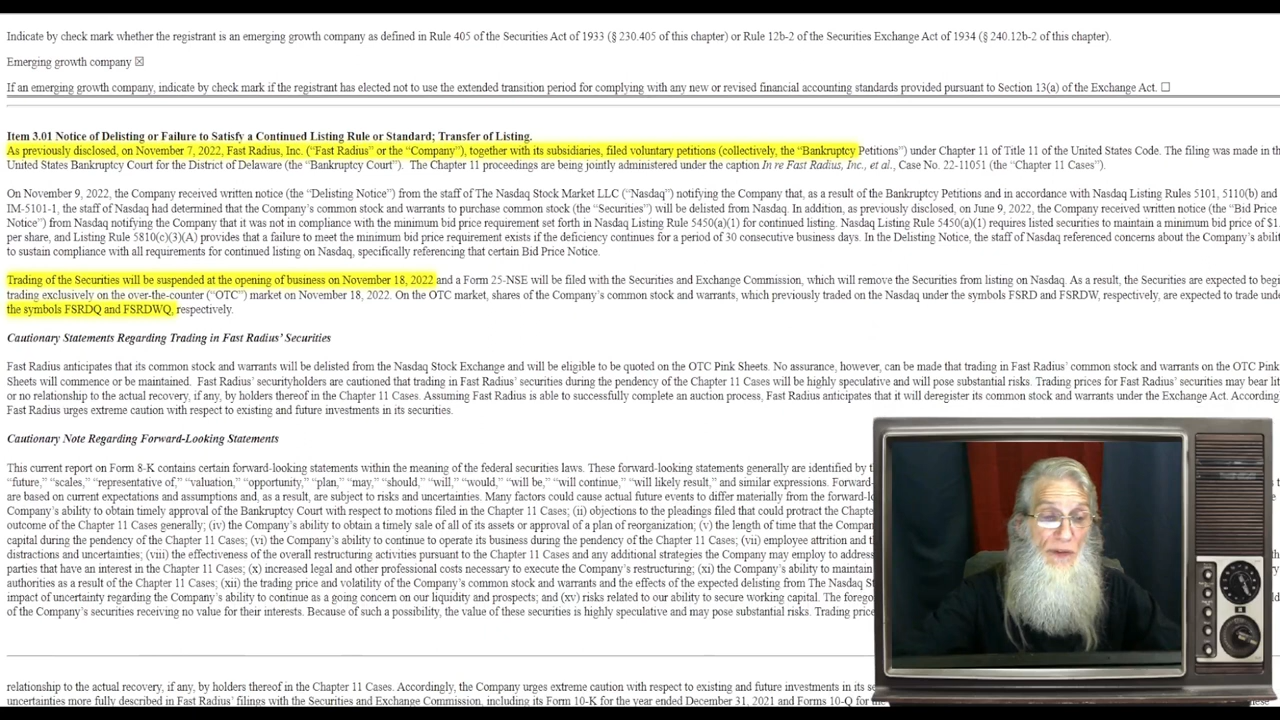 Indicate by check mark whether the registrant is an emerging growth company as defined in Rule 405 of the Securities Act of 1933 (§ 230.405 of this chapter) or Rule 12b-2 of the Securities Exchange Act of 1934 (§ 240.12b-2 of this chapter).
Emerging growth company ☒
If an emerging growth company, indicate by check mark if the registrant has elected not to use the extended transition period for complying with any new or revised financial accounting standards provided pursuant to Section 13(a) of the Exchange Act. ☐
Item 3.01 Notice of Delisting or Failure to Satisfy a Continued Listing Rule or Standard; Transfer of Listing.
As previously disclosed, on November 7, 2022, Fast Radius, Inc. (“Fast Radius” or the “Company”), together with its subsidiaries, filed voluntary petitions (collectively, the “Bankruptcy Petitions”) under Chapter 11 of Title 11 of the United States Code. The filing was made in the
United States Bankruptcy Court for the District of Delaware (the “Bankruptcy Court”). The Chapter 11 proceedings are being jointly administered under the caption In re Fast Radius, Inc., et al., Case No. 22-11051 (the “Chapter 11 Cases”).
On November 9, 2022, the Company received written notice (the “Delisting Notice”) from the staff of The Nasdaq Stock Market LLC (“Nasdaq”) notifying the Company that, as a result of the Bankruptcy Petitions and in accordance with Nasdaq Listing Rules 5101, 5110(b) and
IM-5101-1, the staff of Nasdaq had determined that the Company’s common stock and warrants to purchase common stock (the “Securities”) will be delisted from Nasdaq. In addition, as previously disclosed, on June 9, 2022, the Company received written notice (the “Bid Price
Notice”) from Nasdaq notifying the Company that it was not in compliance with the minimum bid price requirement set forth in Nasdaq Listing Rule 5450(a)(1) for continued listing. Nasdaq Listing Rule 5450(a)(1) requires listed securities to maintain a minimum bid price of $1.
per share, and Listing Rule 5810(c)(3)(A) provides that a failure to meet the minimum bid price requirement exists if the deficiency continues for a period of 30 consecutive business days. In the Delisting Notice, the staff of Nasdaq referenced concerns about the Company’s abili
to sustain compliance with all requirements for continued listing on Nasdaq, specifically referencing that certain Bid Price Notice.
Trading of the Securities will be suspended at the opening of business on November 18, 2022 and a Form 25-NSE will be filed with the Securities and Exchange Commission, which will remove the Securities from listing on Nasdaq. As a result, the Securities are expected to begi
trading exclusively on the over-the-counter (“OTC”) market on November 18, 2022. On the OTC market, shares of the Company’s common stock and warrants, which previously traded on the Nasdaq under the symbols FSRD and FSRDW, respectively, are expected to trade unde
the symbols FSRDQ and FSRDWQ, respectively.
Cautionary Statements Regarding Trading in Fast Radius’ Securities
Fast Radius anticipates that its common stock and warrants will be delisted from the Nasdaq Stock Exchange and will be eligible to be quoted on the OTC Pink Sheets. No assurance, however, can be made that trading in Fast Radius’ common stock and warrants on the OTC Pink
Sheets will commence or be maintained. Fast Radius’ securityholders are cautioned that trading in Fast Radius’ securities during the pendency of the Chapter 11 Cases will be highly speculative and will pose substantial risks. Trading prices for Fast Radius’ securities may bear lit
or no relationship to the actual recovery, if any, by holders thereof in the Chapter 11 Cases. Assuming Fast Radius is able to successfully complete an auction process, Fast Radius anticipates that it will deregister its common stock and warrants under the Exchange Act. According
Fast Radius urges extreme caution with respect to existing and future investments in its securities.
Cautionary Note Regarding Forward-Looking Statements
This current report on Form 8-K contains certain forward-looking statements within the meaning of the federal securities laws. These forward-looking statements generally are identified by t
“future,” “scales,” “representative of,” “valuation,” “opportunity,” “plan,” “may,” “should,” “will,” “would,” “will be,” “will continue,” “will likely result,” and similar expressions. Forward-
are based on current expectations and assumptions and, as a result, are subject to risks and uncertainties. Many factors could cause actual future events to differ materially from the forward-lo
Company’s ability to obtain timely approval of the Bankruptcy Court with respect to motions filed in the Chapter 11 Cases; (ii) objections to the pleadings filed that could protract the Chapte
outcome of the Chapter 11 Cases generally; (iv) the Company’s ability to obtain a timely sale of all of its assets or approval of a plan of reorganization; (v) the length of time that the Compan
capital during the pendency of the Chapter 11 Cases; (vi) the Company’s ability to continue to operate its business during the pendency of the Chapter 11 Cases; (vii) employee attrition and t
distractions and uncertainties; (viii) the effectiveness of the overall restructuring activities pursuant to the Chapter 11 Cases and any additional strategies the Company may employ to addres
parties that have an interest in the Chapter 11 Cases; (x) increased legal and other professional costs necessary to execute the Company’s restructuring; (xi) the Company’s ability to maintain
authorities as a result of the Chapter 11 Cases; (xii) the trading price and volatility of the Company’s common stock and warrants and the effects of the expected delisting from The Nasdaq St
impact of uncertainty regarding the Company’s ability to continue as a going concern on our liquidity and prospects; and (xv) risks related to our ability to secure working capital. The forego
of the Company’s securities receiving no value for their interests. Because of such a possibility, the value of these securities is highly speculative and may pose substantial risks. Trading price
relationship to the actual recovery, if any, by holders thereof in the Chapter 11 Cases. Accordingly, the Company urges extreme caution with respect to existing and future investments in its se
uncertainties more fully described in Fast Radius’ filings with the Securities and Exchange Commission, including its Form 10-K for the year ended December 31, 2021 and Forms 10-Q for the